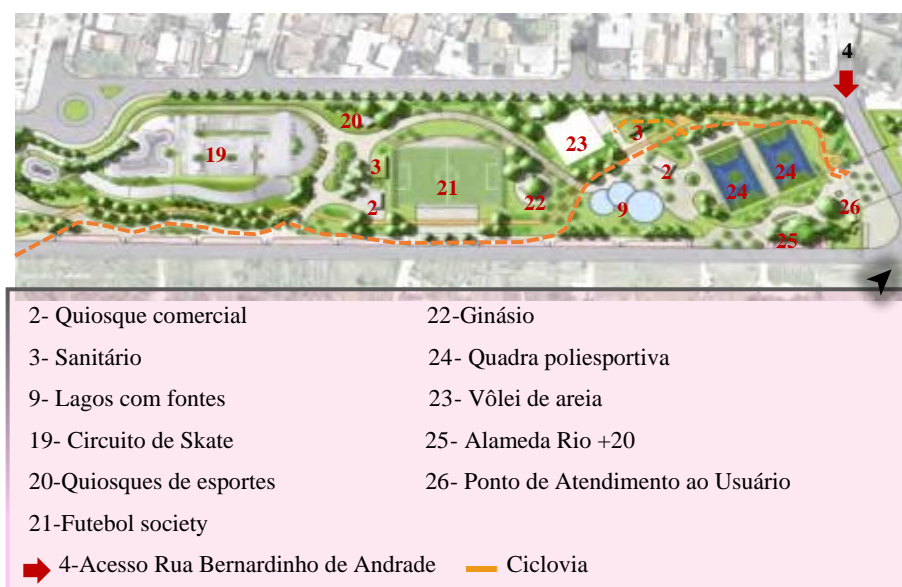 4
20
3
23
3
19
2
21
24
24
22
2
9
26
25
2- Quiosque comercial
22-Ginásio
3- Sanitário
24- Quadra poliesportiva
9- Lagos com fontes
23- Vôlei de areia
19- Circuito de Skate
25- Alameda Rio +20
20-Quiosques de esportes
26- Ponto de Atendimento ao Usuário
21-Futebol society
4-Acesso Rua Bernardinho de Andrade
Ciclovia